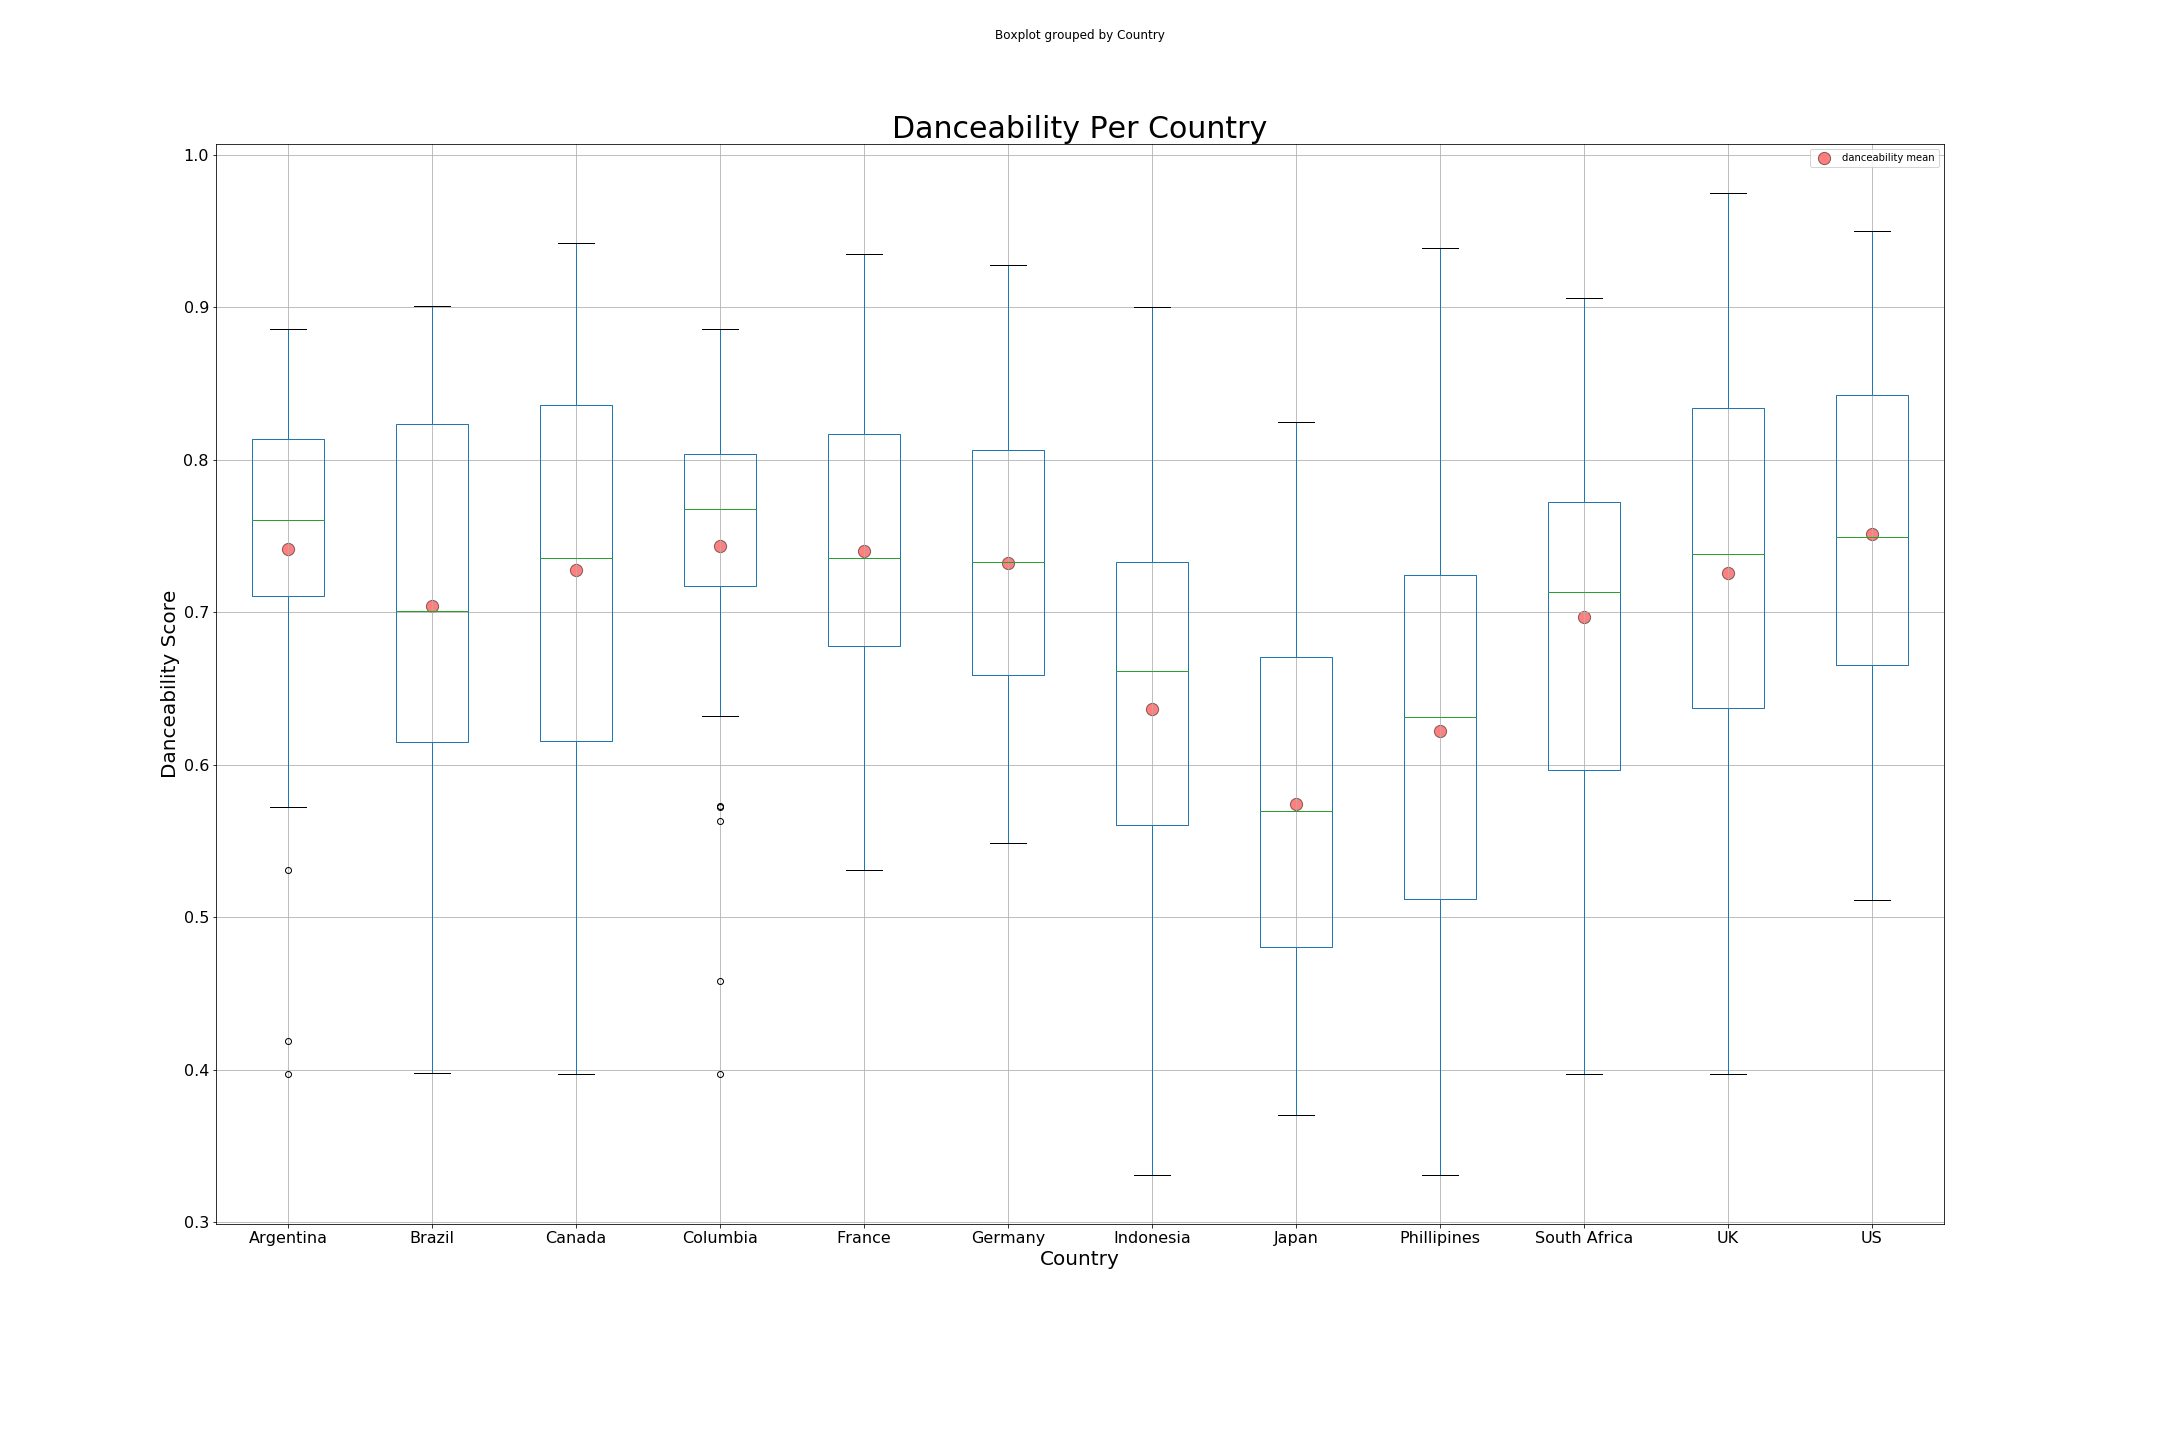 Boxplot grouped by Country
Danceability Per Country
danceability mean
1.0
0.9
0.8
0.7
0.6
0.5
0.4
0.3
Danceability Score
Argentina Brazil Canada Columbia France Germany Indonesia Japan Phillipines South Africa UK US
Country